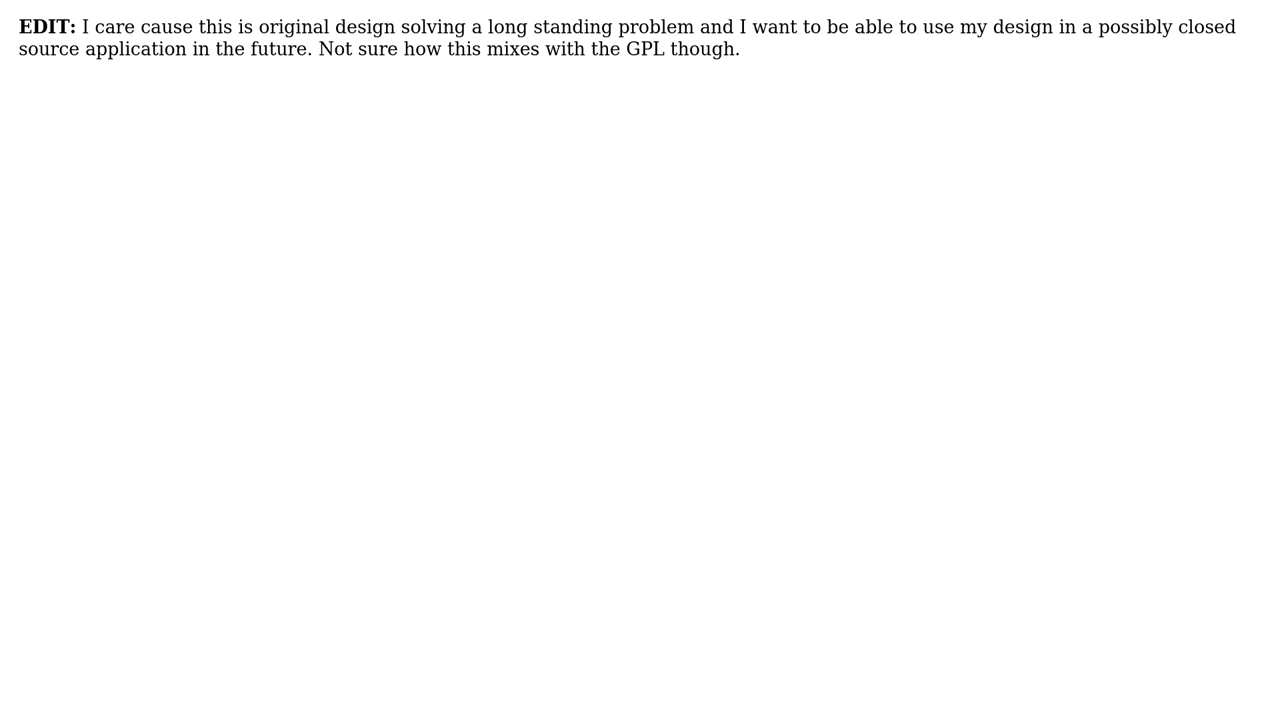 EDIT: I care cause this is original design solving a long standing problem and I want to be able to use my design in a possibly closed
source application in the future. Not sure how this mixes with the GPL though.